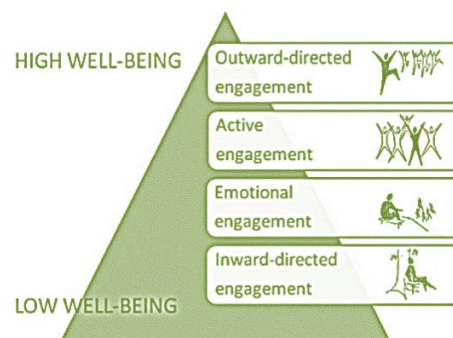 HIGH WELL-BEING
Outward-directed
engagement
Active
engagement
Emotional
engagement
Inward-directed
engagement
LOW WELL-BEING